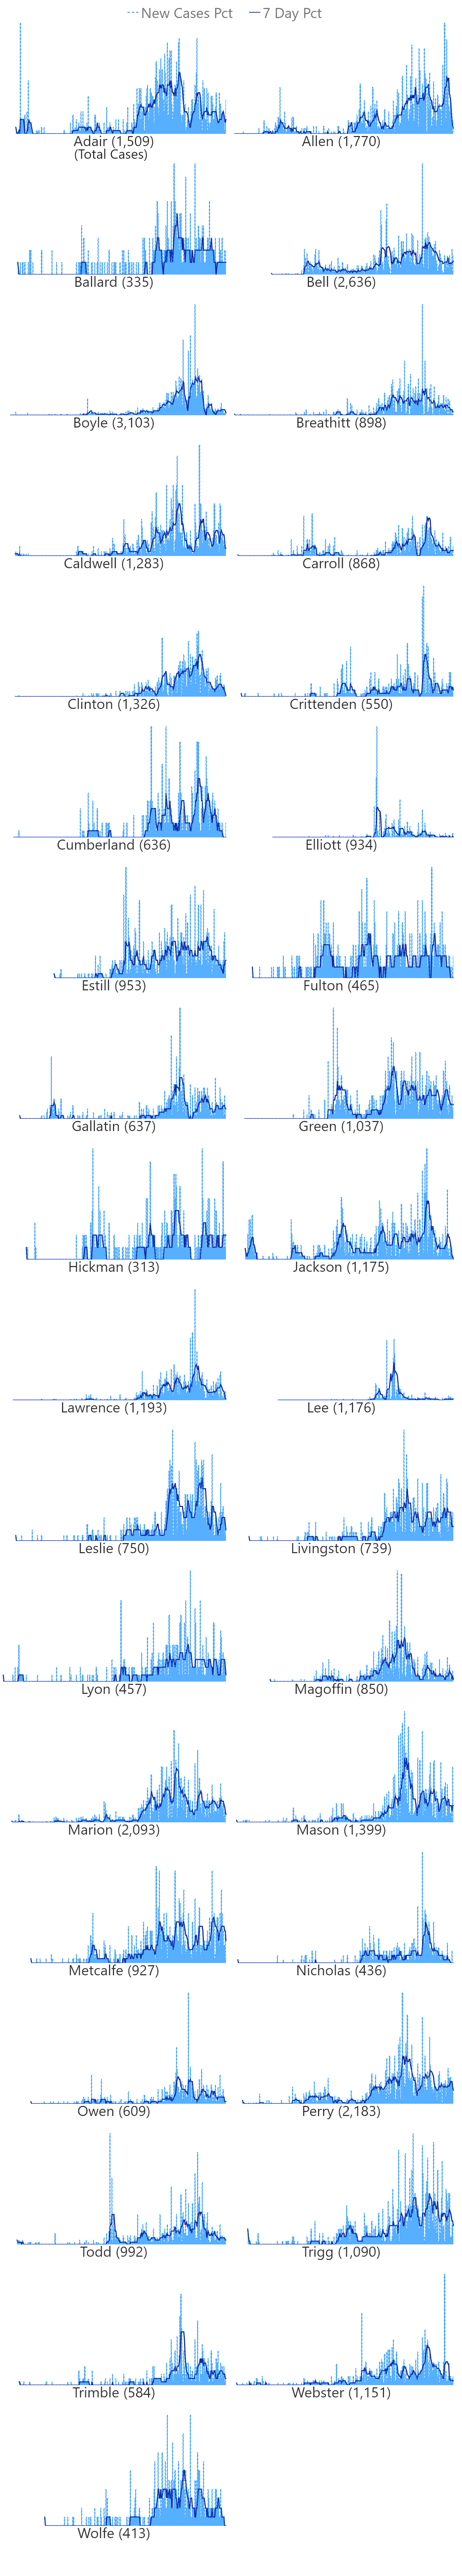 New Cases Pct 7 Day Pct
Adair (1,509) Allen (1,770)
(Total Cases)
Ballard (335) Bell (2,636)
Boyle (3,103) Breathitt (898)
Caldwell (1,283) Carroll (868)
Clinton (1,326) Crittenden (550)
Cumberland (636) Elliott (934)
Estill (953) Fulton (465)
Gallatin (637) Green (1,037)
Hickman (313) Jackson (1,175)
Lawrence (1,193) Lee (1,176)
Leslie (750) Livingston (739)
Lyon (457) Magoffin (850)
Marion (2,093) Mason (1,399)
Metcalfe (927) Nicholas (436)
Owen (609) Perry (2,183)
Todd (992) Trigg (1,090)
Trimble (584) Webster (1,151)
Wolfe (413)